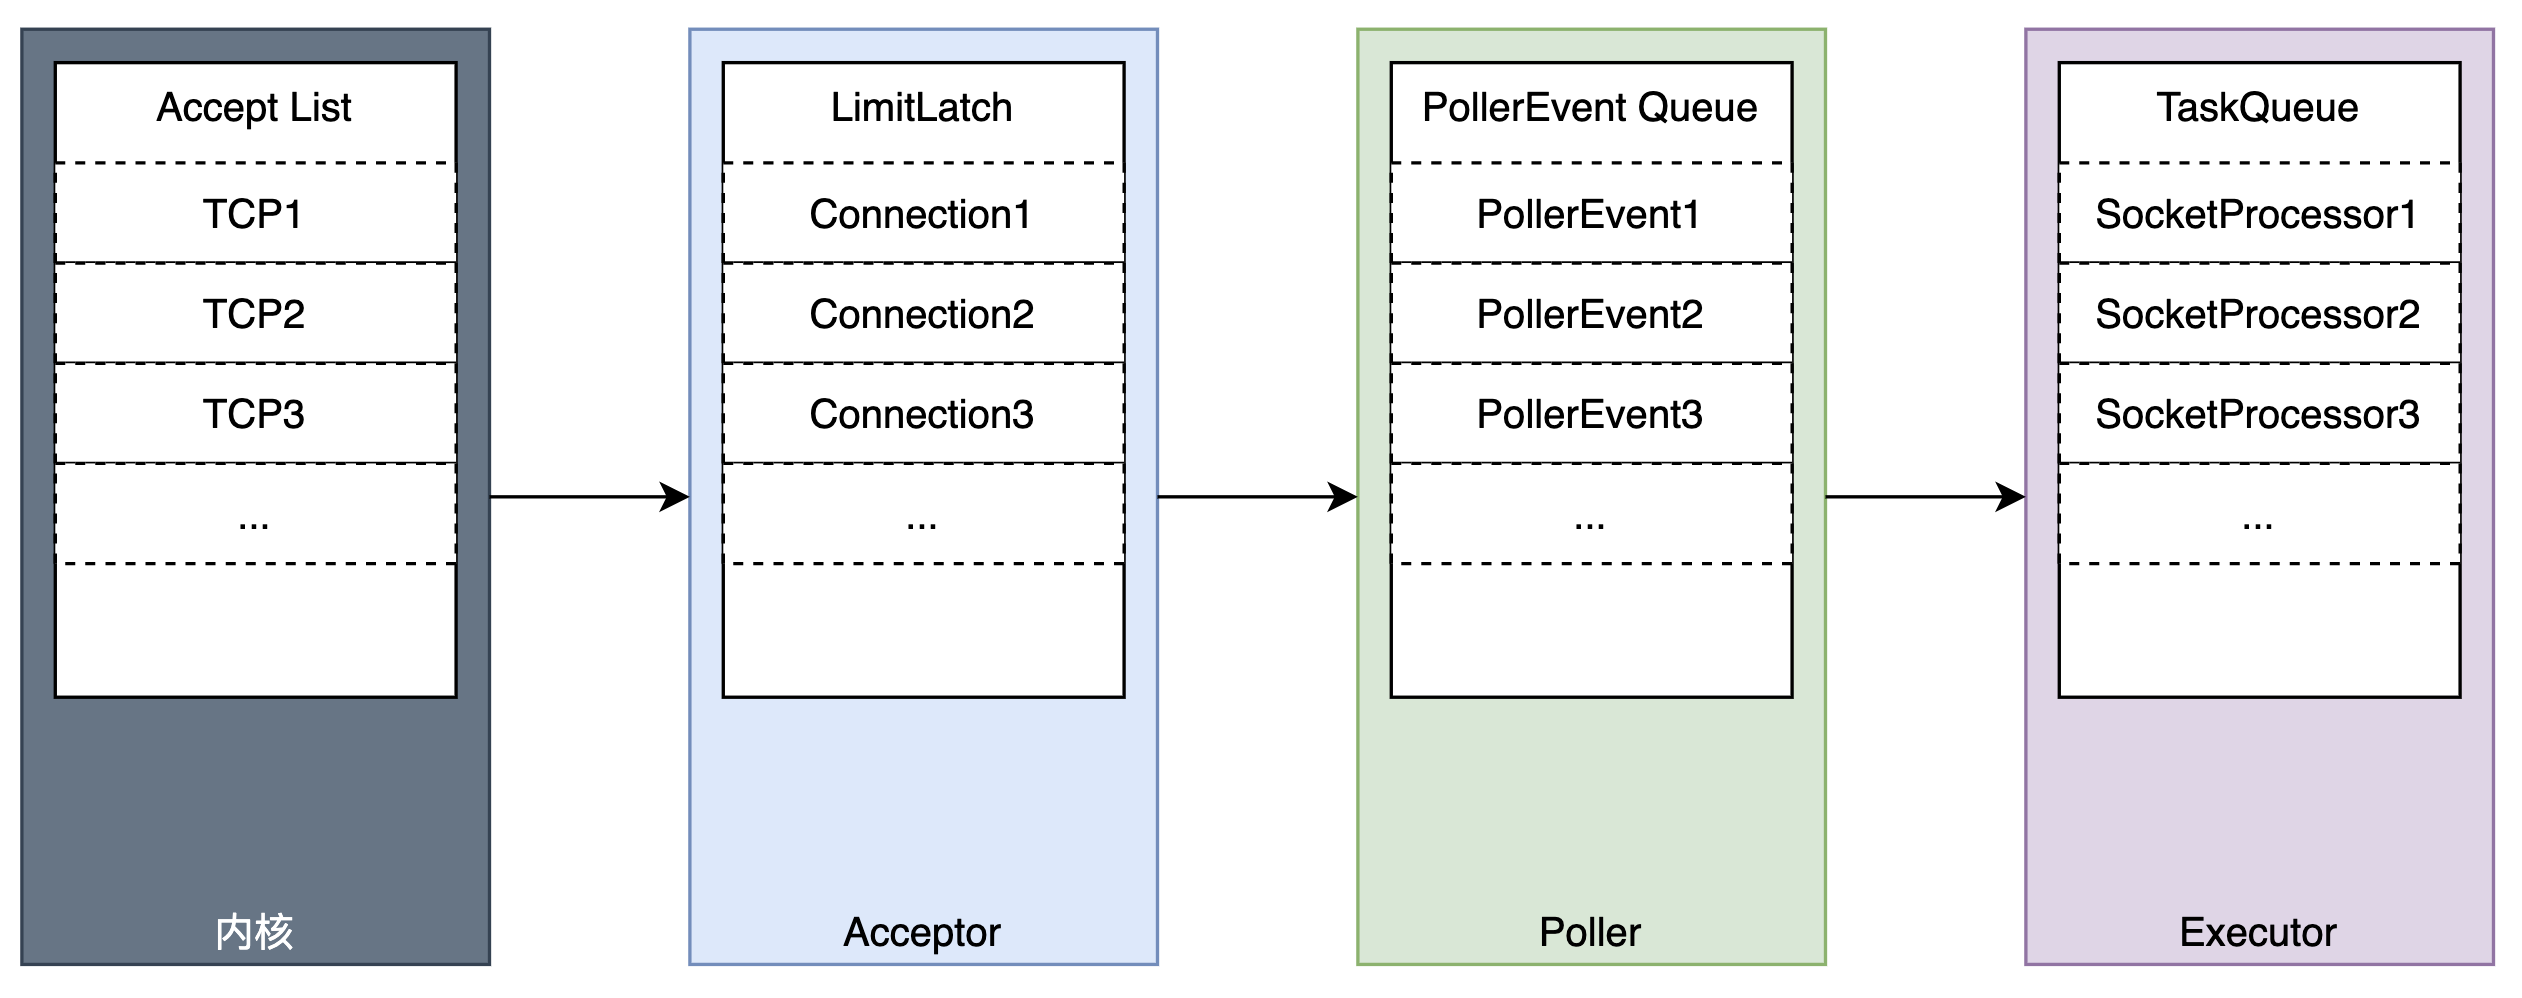 Accept List
TCP1
TCP2
TCP3
...
内核
LimitLatch
Connection1
Connection2
Connection3
...
Acceptor
PollerEvent Queue
PollerEvent1
PollerEvent2
PollerEvent3
...
Poller
TaskQueue
SocketProcessor1
SocketProcessor2
SocketProcessor3
...
Executor